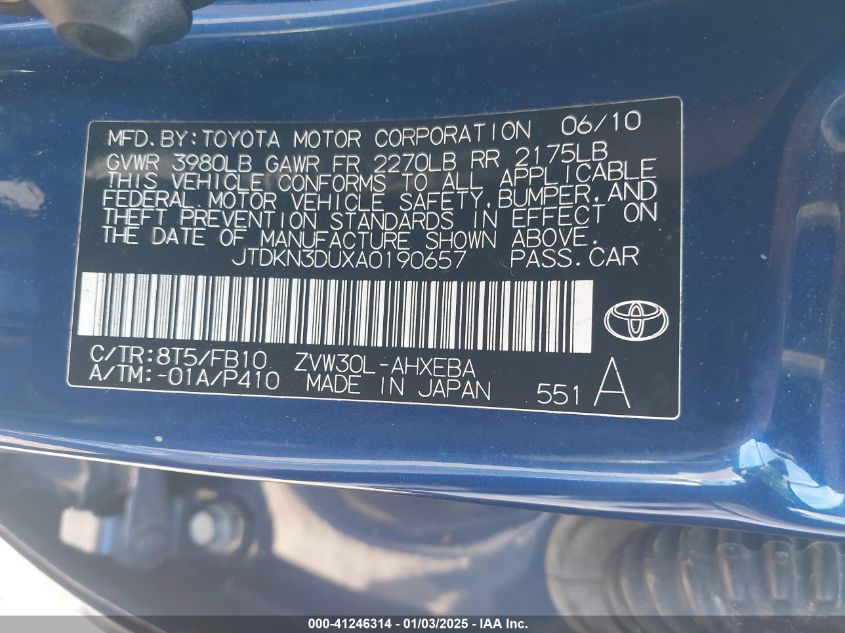 MFD.BY:TOYOTA MOTOR CORPORATION 06/10
GVWR 3980LB GAWR FR 2270LB RR 2175LB
THIS VEHICLE CONFORMS TO ALL APPLICABLE
FEDERAL MOTOR VEHICLE SAFETY,BUMPER,AND
THEFT PREVENTION STANDARDS IN EFFECT ON
THE DATE OF MANUFACTURE SHOWN ABOVE.
JTDKN3DUXA0190657 PASS.CAR
C/TR:8T5/FB10 ZVW30L-AHXEBA
A/TM:-01A/P410 MADE IN JAPAN 551 A
000-41246314 - 01/03/2025 - IAA Inc.